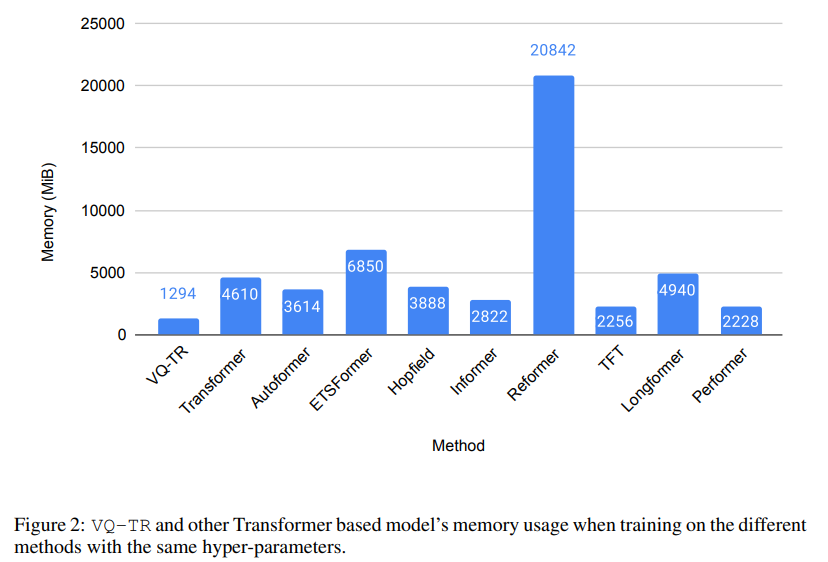 25000
20842
20000
15000
Memory (MiB)
10000
6850
5000
1294
4610
3614
3888
2822
2256
4940
2228
0
VQ-TR
Transformer
Autoformer
ETSFormer
Hopfield
Informer
Reformer
TFT
Longformer
Performer
Method
Figure 2: VQ-TR and other Transformer based model's memory usage when training on the different
methods with the same hyper-parameters.